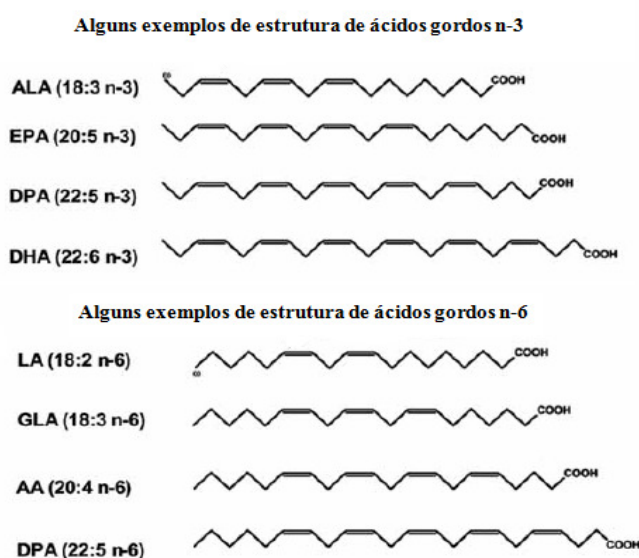 Alguns exemplos de estrutura de ácidos gordos n-3
ω
ALA (18:3 n-3) COOH
EPA (20:5 n-3) COOH
DPA (22:5 n-3) COOH
DHA (22:6 n-3) COOH
Alguns exemplos de estrutura de ácidos gordos n-6
LA (18:2 n-6) COOH
ω
GLA (18:3 n-6) COOH
AA (20:4 n-6) COOH
DPA (22:5 n-6) COOH